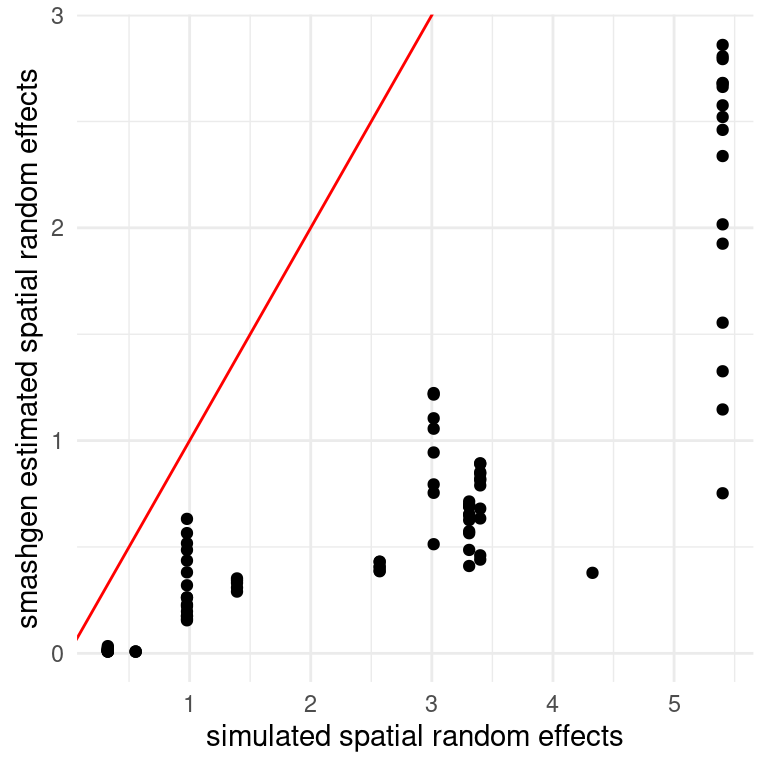 3
2
1
0
smashgen estimated spatial random effects
1 2 3 4 5
simulated spatial random effects